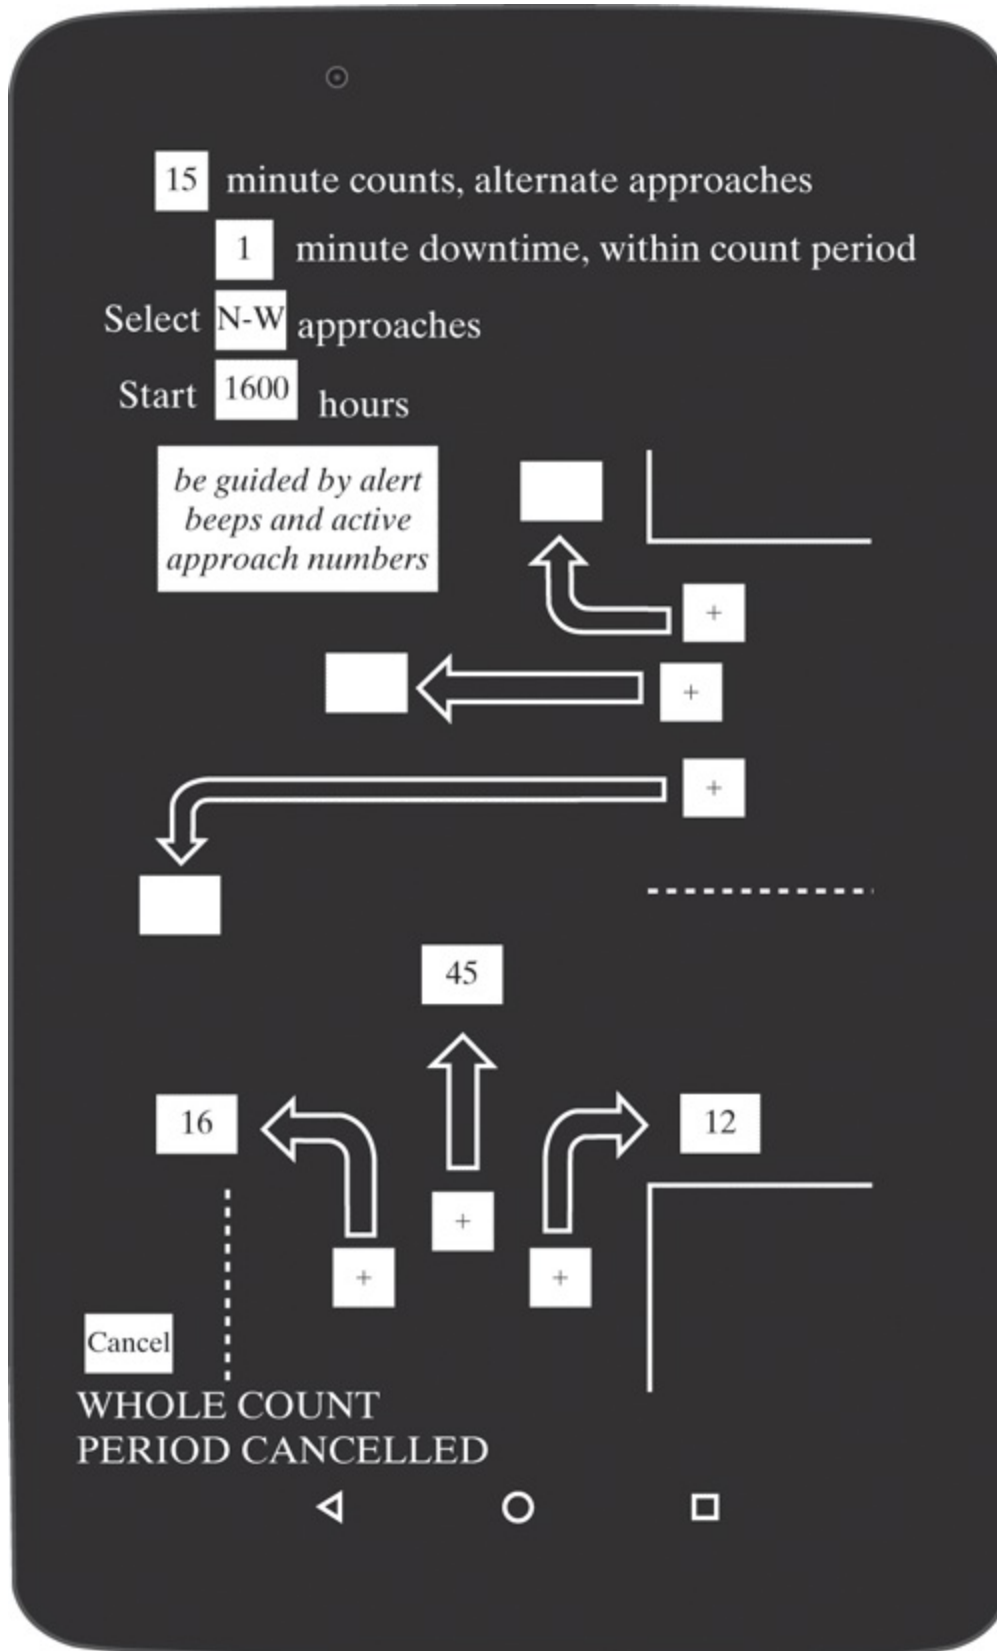 15 minute counts, alternate approaches
1 minute downtime, within count period
Select N-W approaches
Start 1600 hours
be guided by alert
beeps and active
approach numbers
+
+
+
45
16
12
+
+
+
Cancel
WHOLE COUNT
PERIOD CANCELLED